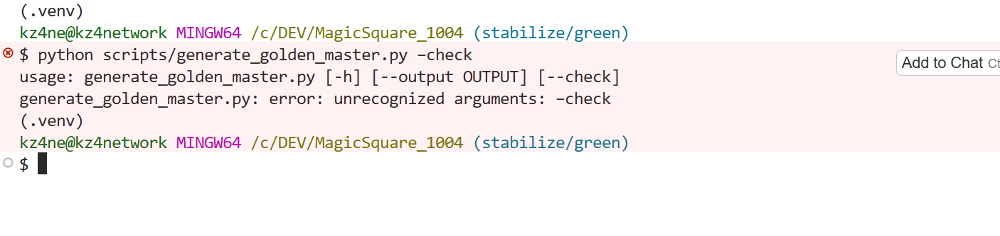 (.venv)
kz4ne@kz4network MINGW64 /c/DEV/MagicSquare_1004 (stabilize/green)
$ python scripts/generate_golden_master.py –check
usage: generate_golden_master.py [-h] [--output OUTPUT] [--check]
generate_golden_master.py: error: unrecognized arguments: –check
(.venv)
kz4ne@kz4network MINGW64 /c/DEV/MagicSquare_1004 (stabilize/green)
$
Add to Chat Ct